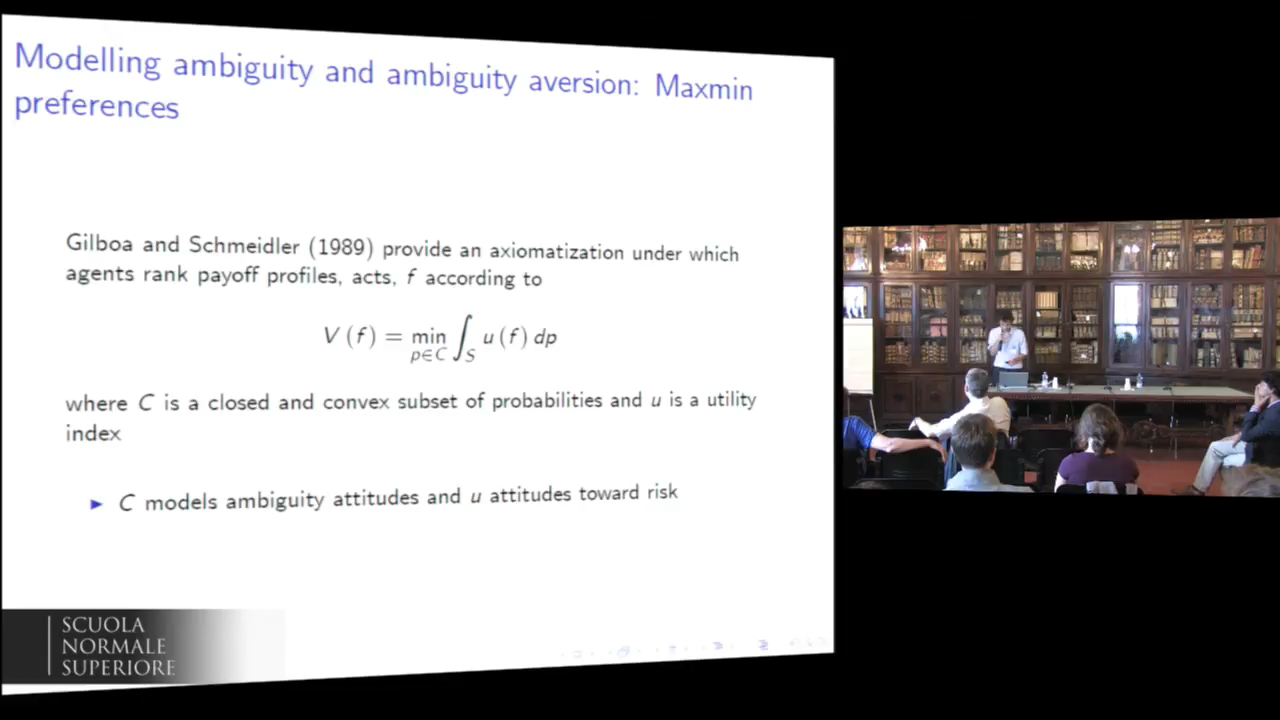 Modelling ambiguity and ambiguity aversion: Maxmin
preferences
Gilboa and Schmeidler (1989) provide an axiomatization under which
agents rank payoff profiles, acts, f according to
V (f) = min_{p∈C} ∫_S u (f) dp
where C is a closed and convex subset of probabilities and u is a utility
index
► C models ambiguity attitudes and u attitudes toward risk
SCUOLA
NORMALE
SUPERIORE